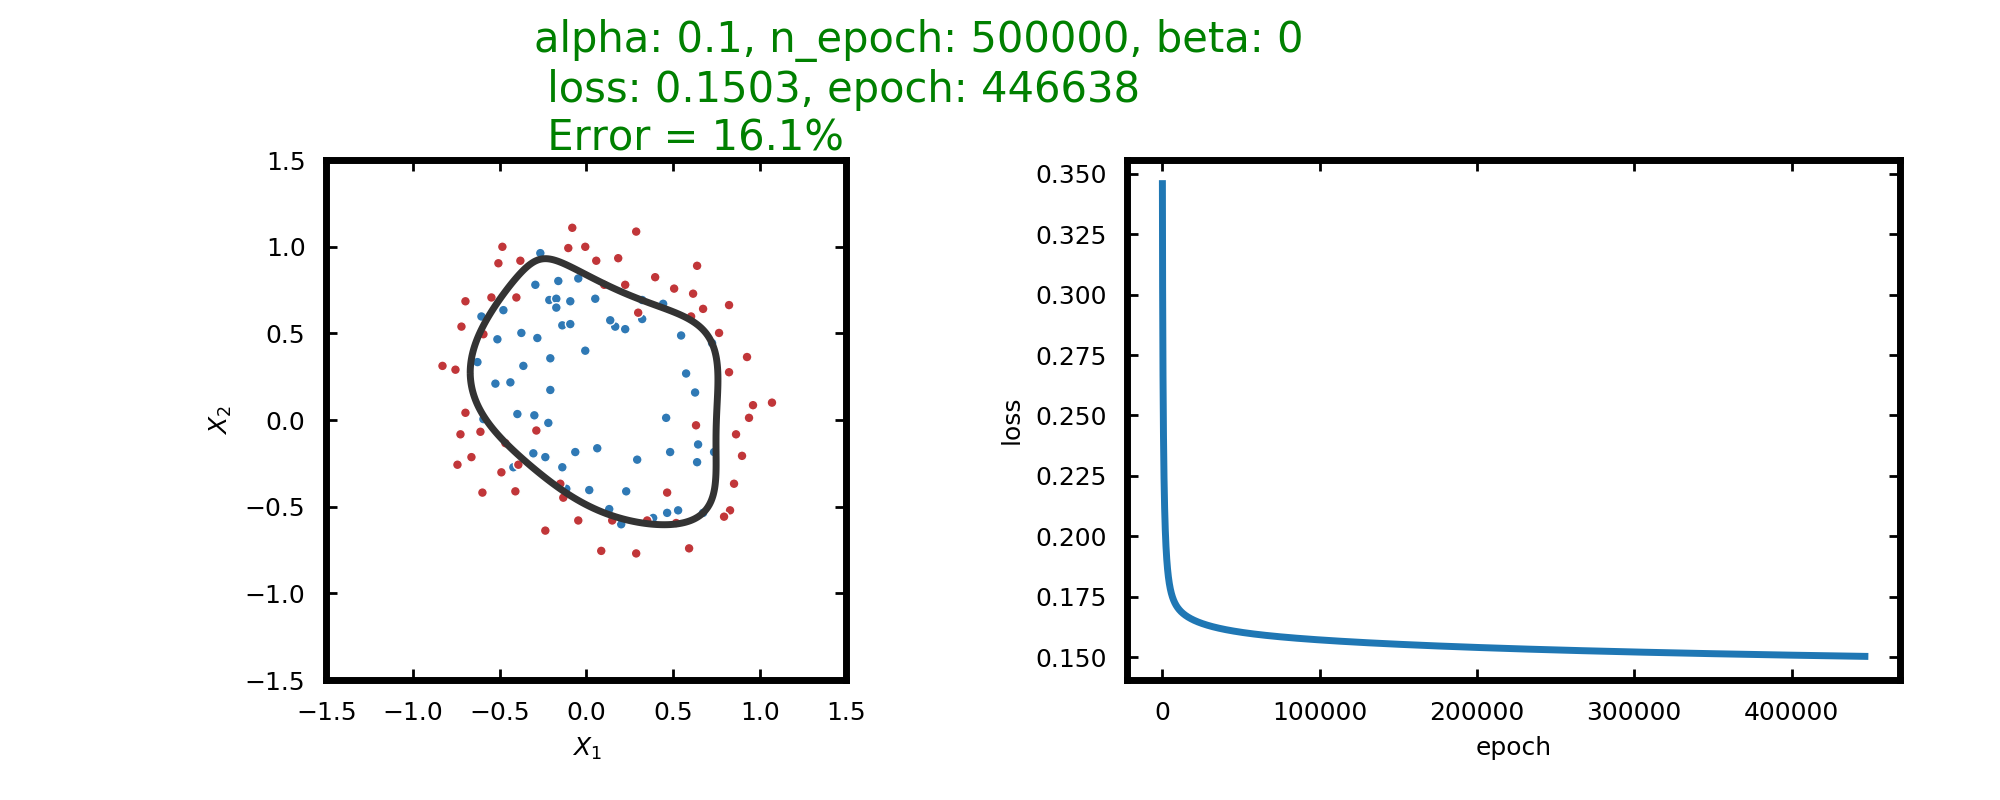 alpha: 0.1, n_epoch: 500000, beta: 0
loss: 0.1503, epoch: 446638
Error = 16.1%
1.5
1.0
0.5
0.0
−0.5
−1.0
−1.5
X₂
−1.5 −1.0 −0.5 0.0 0.5 1.0 1.5
X₁
0.350
0.325
0.300
0.275
0.250
0.225
0.200
0.175
0.150
loss
0 100000 200000 300000 400000
epoch